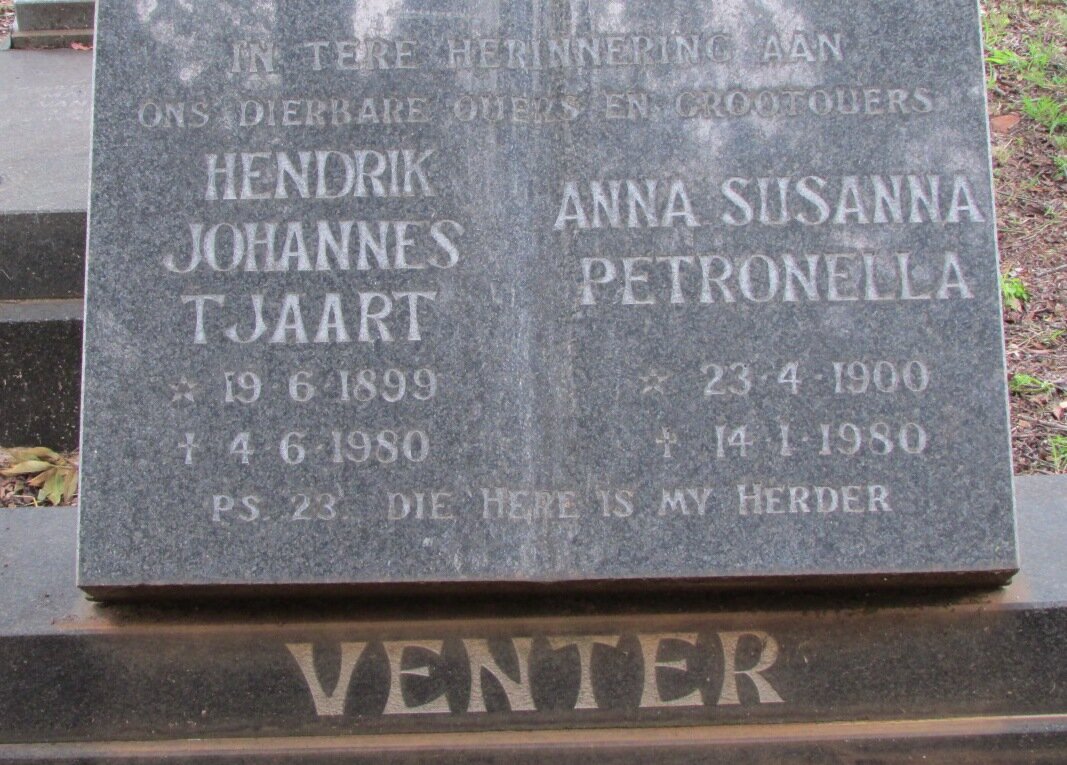 IN TERE HERINNERING AAN
ONS DIERBARE OUERS EN GROOTOUERS
HENDRIK
JOHANNES
TJAART
☆ 19·6·1899
† 4·6·1980
ANNA SUSANNA
PETRONELLA
☆ 23·4·1900
† 14·1·1980
PS. 23. DIE HERE IS MY HERDER
VENTER